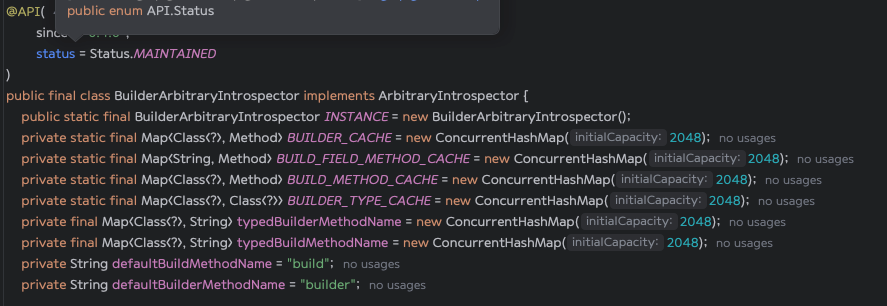 public enum API.Status
@API(
since
status = Status.MAINTAINED
)
public final class BuilderArbitraryIntrospector implements ArbitraryIntrospector {
public static final BuilderArbitraryIntrospector INSTANCE = new BuilderArbitraryIntrospector();
private static final Map<Class<?>, Method> BUILDER_CACHE = new ConcurrentHashMap( initialCapacity: 2048); no usages
private static final Map<String, Method> BUILD_FIELD_METHOD_CACHE = new ConcurrentHashMap( initialCapacity: 2048); no usages
private static final Map<Class<?>, Method> BUILD_METHOD_CACHE = new ConcurrentHashMap( initialCapacity: 2048); no usages
private static final Map<Class<?>, Class<?>> BUILDER_TYPE_CACHE = new ConcurrentHashMap( initialCapacity: 2048); no usages
private final Map<Class<?>, String> typedBuilderMethodName = new ConcurrentHashMap( initialCapacity: 2048); no usages
private final Map<Class<?>, String> typedBuildMethodName = new ConcurrentHashMap( initialCapacity: 2048); no usages
private String defaultBuildMethodName = "build"; no usages
private String defaultBuilderMethodName = "builder"; no usages